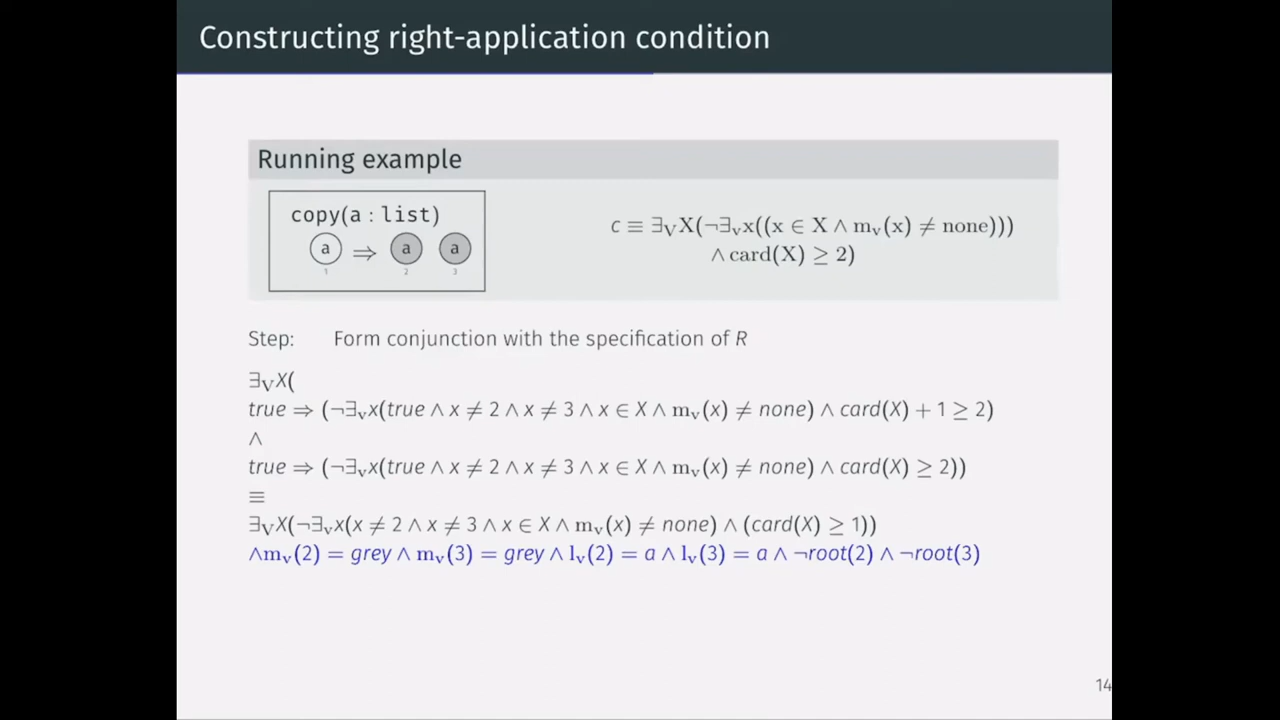 Constructing right-application condition
Running example
copy(a : list)
a ⇒ a a
1 2 3
c ≡ ∃VX(¬∃vx((x ∈ X ∧ mv(x) ≠ none)))
∧ card(X) ≥ 2)
Step: Form conjunction with the specification of R
∃VX(
true ⇒ (¬∃vx(true ∧ x ≠ 2 ∧ x ≠ 3 ∧ x ∈ X ∧ mv(x) ≠ none) ∧ card(X) + 1 ≥ 2)
∧
true ⇒ (¬∃vx(true ∧ x ≠ 2 ∧ x ≠ 3 ∧ x ∈ X ∧ mv(x) ≠ none) ∧ card(X) ≥ 2))
≡
∃VX(¬∃vx(x ≠ 2 ∧ x ≠ 3 ∧ x ∈ X ∧ mv(x) ≠ none) ∧ (card(X) ≥ 1))
∧mv(2) = grey ∧ mv(3) = grey ∧ lv(2) = a ∧ lv(3) = a ∧ ¬root(2) ∧ ¬root(3)
14